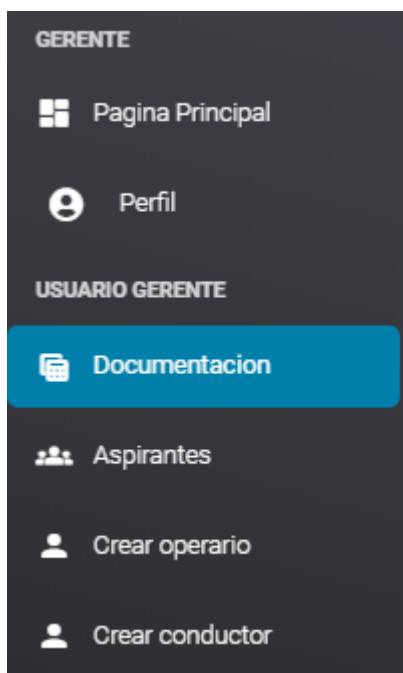 GERENTE
Pagina Principal
Perfil
USUARIO GERENTE
Documentacion
Aspirantes
Crear operario
Crear conductor